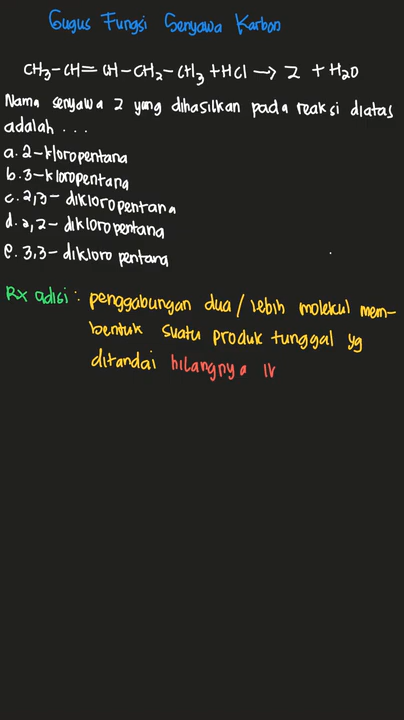 Gugus Fungsi Senyawa Karbon
CH3-CH=CH-CH2-CH3+HCl → Z + H2O
Nama senyawa Z yang dihasilkan pada reaksi diatas
adalah ...
a. 2-kloropentana
b. 3-kloropentana
c. 2,3-dikloropentana
d. 2,2-dikloropentana
e. 3,3-dikloro pentana
Rx adisi : penggabungan dua/lebih molekul mem-
bentuk suatu produk tunggal yg
ditandai hilangnya